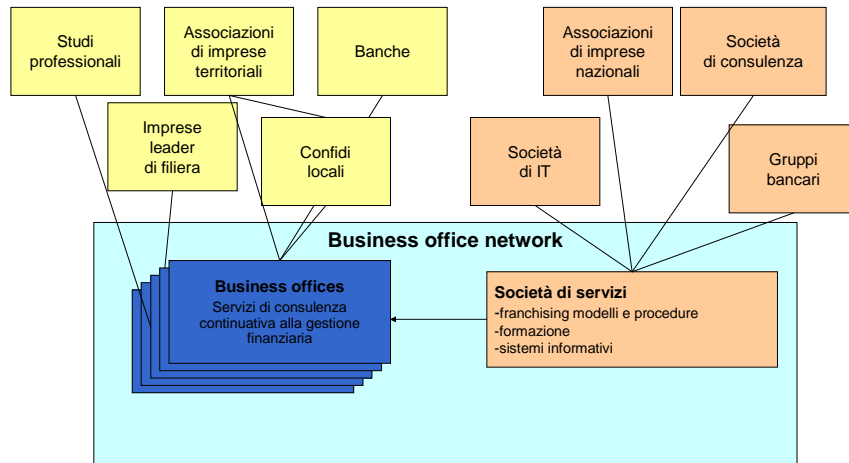 Studi
professionali
Associazioni
di imprese
territoriali
Banche
Associazioni
di imprese
nazionali
Società
di consulenza
Imprese
leader
di filiera
Confidi
locali
Società
di IT
Gruppi
bancari
Business office network
Business offices
Servizi di consulenza
continuativa alla gestione
finanziaria
Società di servizi
-franchising modelli e procedure
-formazione
-sistemi informativi